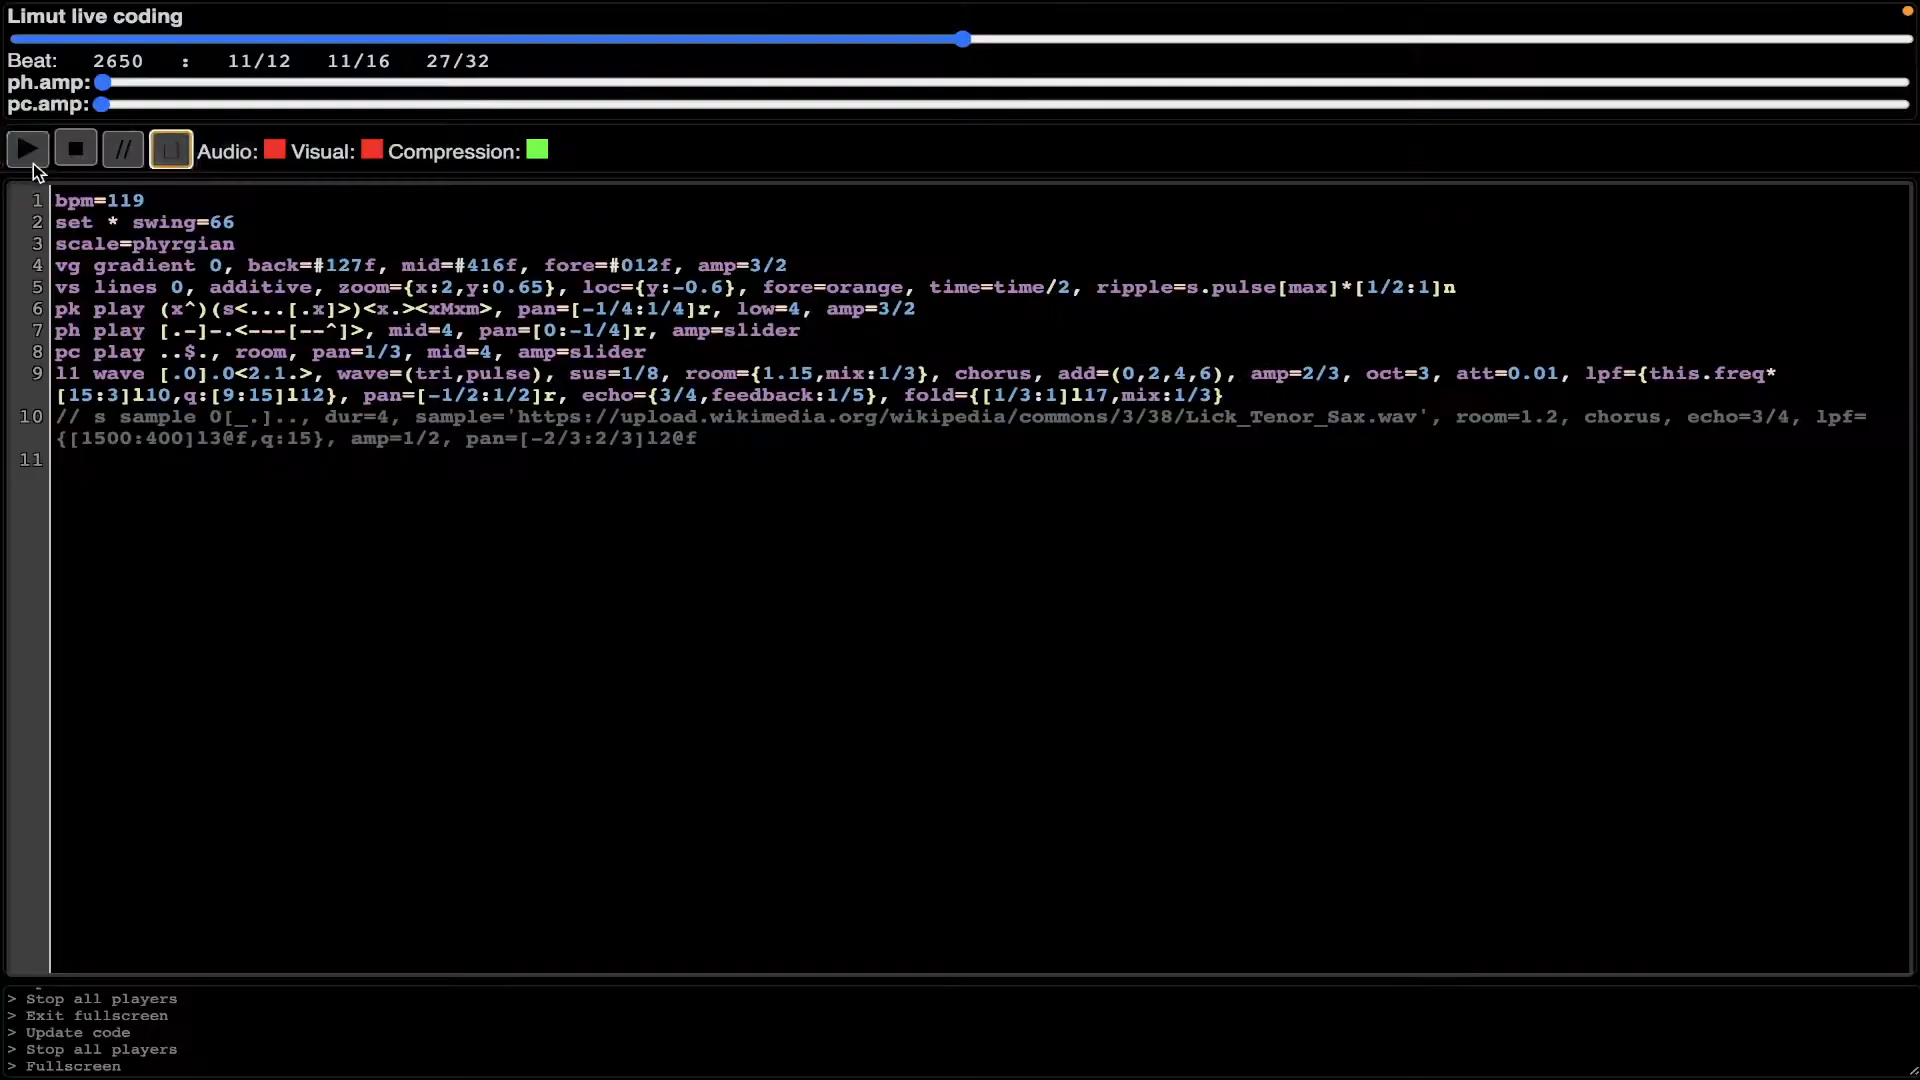 Limut live coding
Beat: 2650 : 11/12 11/16 27/32
ph.amp:
pc.amp:
// Audio: Visual: Compression:
1 bpm=119
2 set * swing=66
3 scale=phyrgian
4 vg gradient 0, back=#127f, mid=#416f, fore=#012f, amp=3/2
5 vs lines 0, additive, zoom={x:2,y:0.65}, loc={y:-0.6}, fore=orange, time=time/2, ripple=s.pulse[max]*[1/2:1]n
6 pk play (x^)(s<...[.x]>)<x.><xMxm>, pan=[-1/4:1/4]r, low=4, amp=3/2
7 ph play [.-]-.<---[--^]>, mid=4, pan=[0:-1/4]r, amp=slider
8 pc play ..$., room, pan=1/3, mid=4, amp=slider
9 l1 wave [.0].0<2.1.>, wave=(tri,pulse), sus=1/8, room={1.15,mix:1/3}, chorus, add=(0,2,4,6), amp=2/3, oct=3, att=0.01, lpf={this.freq*
[15:3]l10,q:[9:15]l12}, pan=[-1/2:1/2]r, echo={3/4,feedback:1/5}, fold={[1/3:1]l17,mix:1/3}
10 // s sample 0[_.].., dur=4, sample='https://upload.wikimedia.org/wikipedia/commons/3/38/Lick_Tenor_Sax.wav', room=1.2, chorus, echo=3/4, lpf=
{[1500:400]l3@f,q:15}, amp=1/2, pan=[-2/3:2/3]l2@f
11
> Stop all players
> Exit fullscreen
> Update code
> Stop all players
> Fullscreen